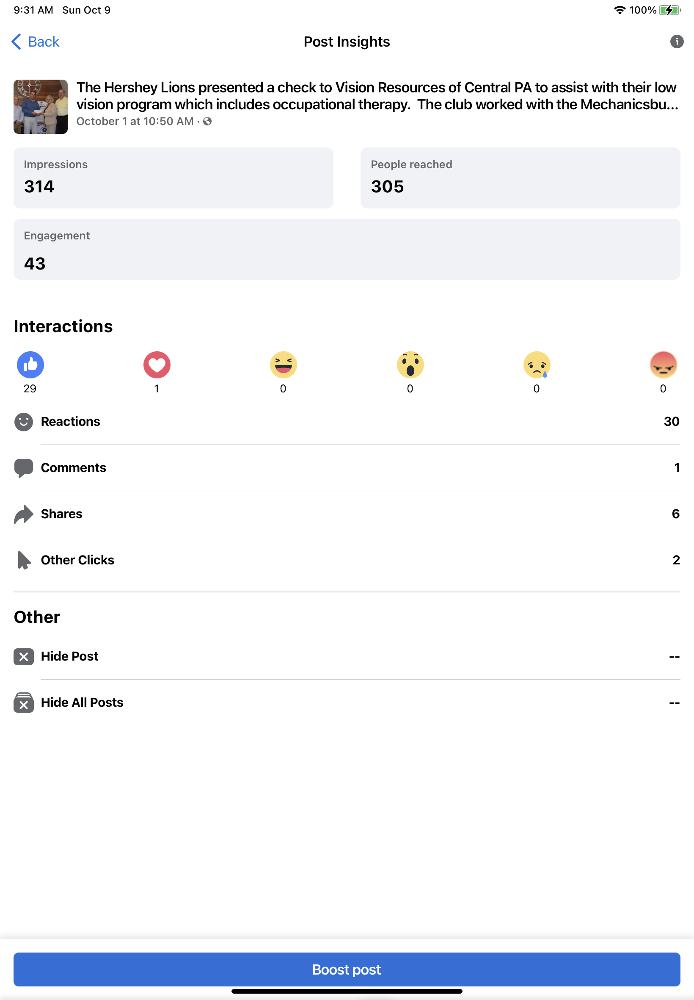 9:31 AM Sun Oct 9
100%
Back
Post Insights
The Hershey Lions presented a check to Vision Resources of Central PA to assist with their low
vision program which includes occupational therapy. The club worked with the Mechanicsbu...
October 1 at 10:50 AM ·
Impressions
314
People reached
305
Engagement
43
Interactions
29
1
0
0
0
0
Reactions
30
Comments
1
Shares
6
Other Clicks
2
Other
Hide Post
--
Hide All Posts
--
Boost post